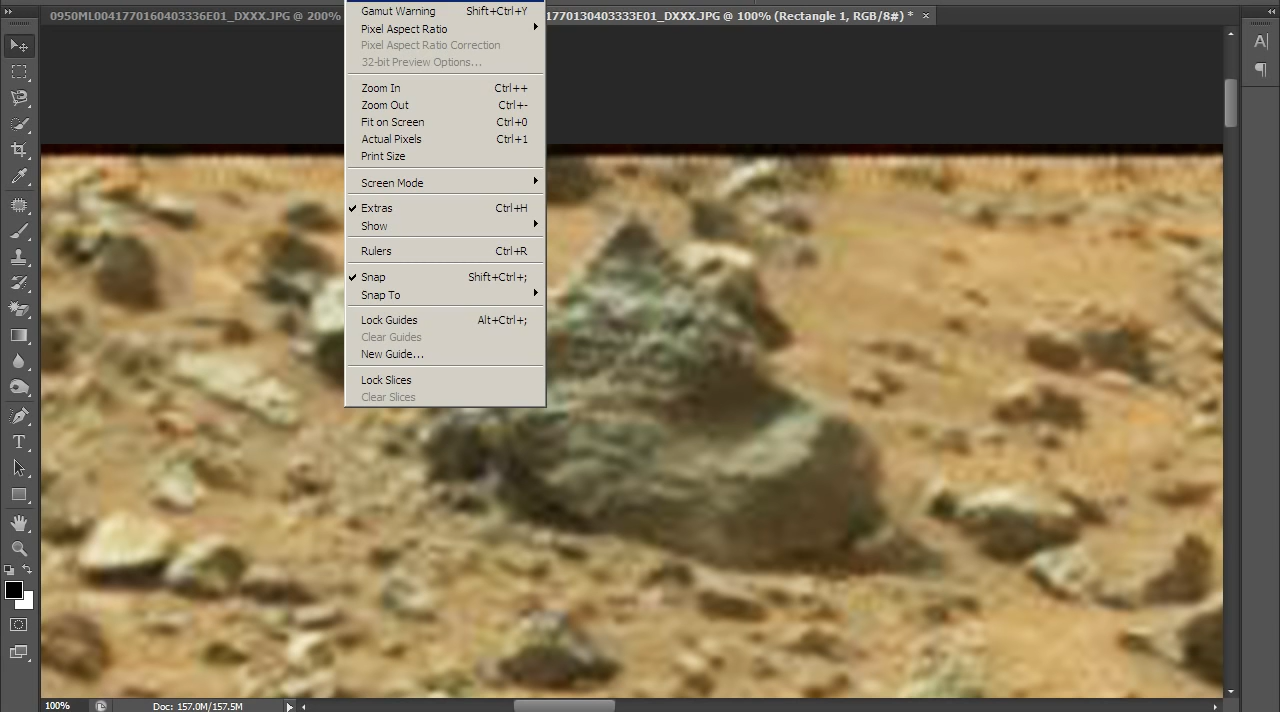 0950ML0041770160403336E01_DXXX.JPG @ 200%
1770130403333E01_DXXX.JPG @ 100% (Rectangle 1, RGB/8#) * ×
Gamut Warning Shift+Ctrl+Y
Pixel Aspect Ratio
Pixel Aspect Ratio Correction
32-bit Preview Options...
Zoom In Ctrl++
Zoom Out Ctrl+-
Fit on Screen Ctrl+0
Actual Pixels Ctrl+1
Print Size
Screen Mode
Extras Ctrl+H
Show
Rulers Ctrl+R
Snap Shift+Ctrl+;
Snap To
Lock Guides Alt+Ctrl+;
Clear Guides
New Guide...
Lock Slices
Clear Slices
100% Doc: 157.0M/157.5M